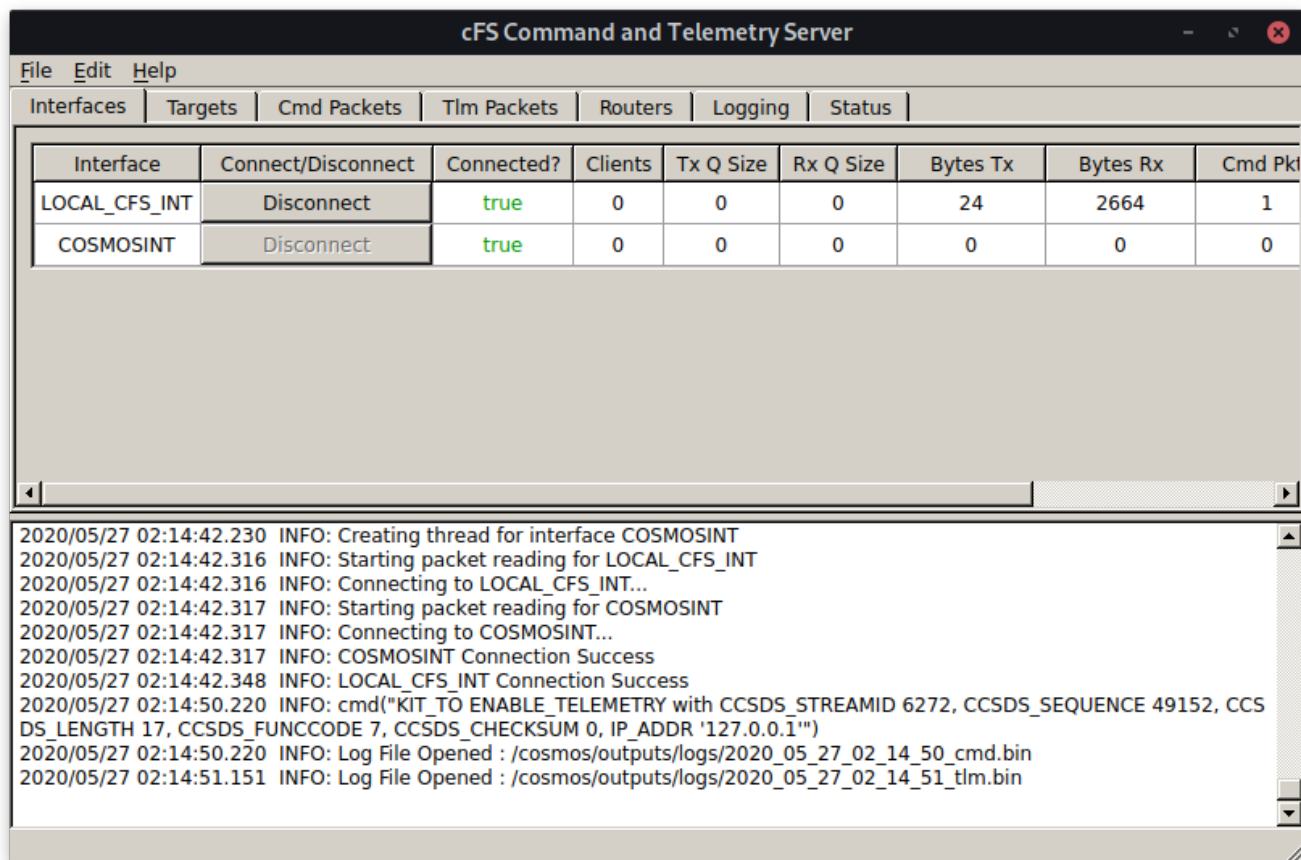 cFS Command and Telemetry Server
File Edit Help
Interfaces Targets Cmd Packets Tlm Packets Routers Logging Status
Interface Connect/Disconnect Connected? Clients Tx Q Size Rx Q Size Bytes Tx Bytes Rx Cmd Pkt
LOCAL_CFS_INT Disconnect true 0 0 0 24 2664 1
COSMOSINT Disconnect true 0 0 0 0 0 0
2020/05/27 02:14:42.230 INFO: Creating thread for interface COSMOSINT
2020/05/27 02:14:42.316 INFO: Starting packet reading for LOCAL_CFS_INT
2020/05/27 02:14:42.316 INFO: Connecting to LOCAL_CFS_INT...
2020/05/27 02:14:42.317 INFO: Starting packet reading for COSMOSINT
2020/05/27 02:14:42.317 INFO: Connecting to COSMOSINT...
2020/05/27 02:14:42.317 INFO: COSMOSINT Connection Success
2020/05/27 02:14:42.348 INFO: LOCAL_CFS_INT Connection Success
2020/05/27 02:14:50.220 INFO: cmd("KIT_TO ENABLE_TELEMETRY with CCSDS_STREAMID 6272, CCSDS_SEQUENCE 49152, CCS
DS_LENGTH 17, CCSDS_FUNCCODE 7, CCSDS_CHECKSUM 0, IP_ADDR '127.0.0.1'")
2020/05/27 02:14:50.220 INFO: Log File Opened : /cosmos/outputs/logs/2020_05_27_02_14_50_cmd.bin
2020/05/27 02:14:51.151 INFO: Log File Opened : /cosmos/outputs/logs/2020_05_27_02_14_51_tlm.bin